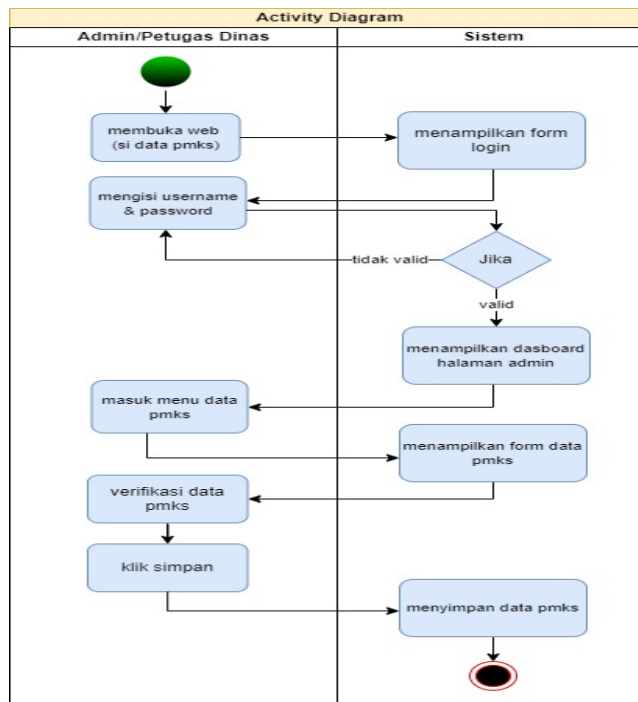 Activity Diagram
Admin/Petugas Dinas
Sistem
membuka web
(si data pmks)
menampilkan form
login
mengisi username
& password
tidak valid
Jika
valid
menampilkan dasboard
halaman admin
masuk menu data
pmks
menampilkan form data
pmks
verifikasi data
pmks
klik simpan
menyimpan data pmks